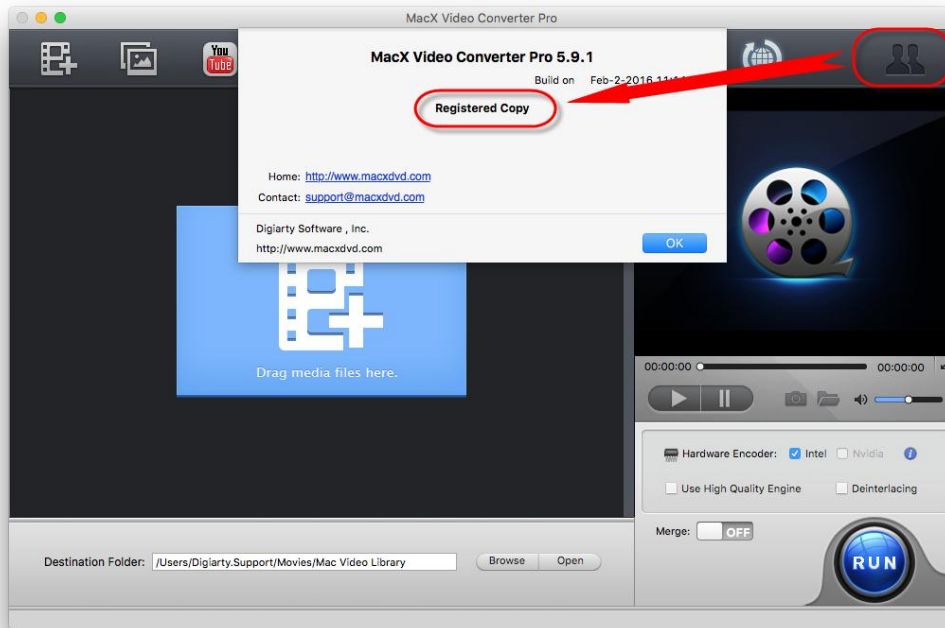 MacX Video Converter Pro
You
Tube
MacX Video Converter Pro 5.9.1
Build on Feb-2-2016
Registered Copy
Home: http://www.macxdvd.com
Contact: support@macxdvd.com
Digiarty Software , Inc.
http://www.macxdvd.com
OK
Drag media files here.
00:00:00
00:00:00
Hardware Encoder: Intel Nvidia i
Use High Quality Engine Deinterlacing
Merge: OFF
Destination Folder: /Users/Digiarty.Support/Movies/Mac Video Library Browse Open
RUN